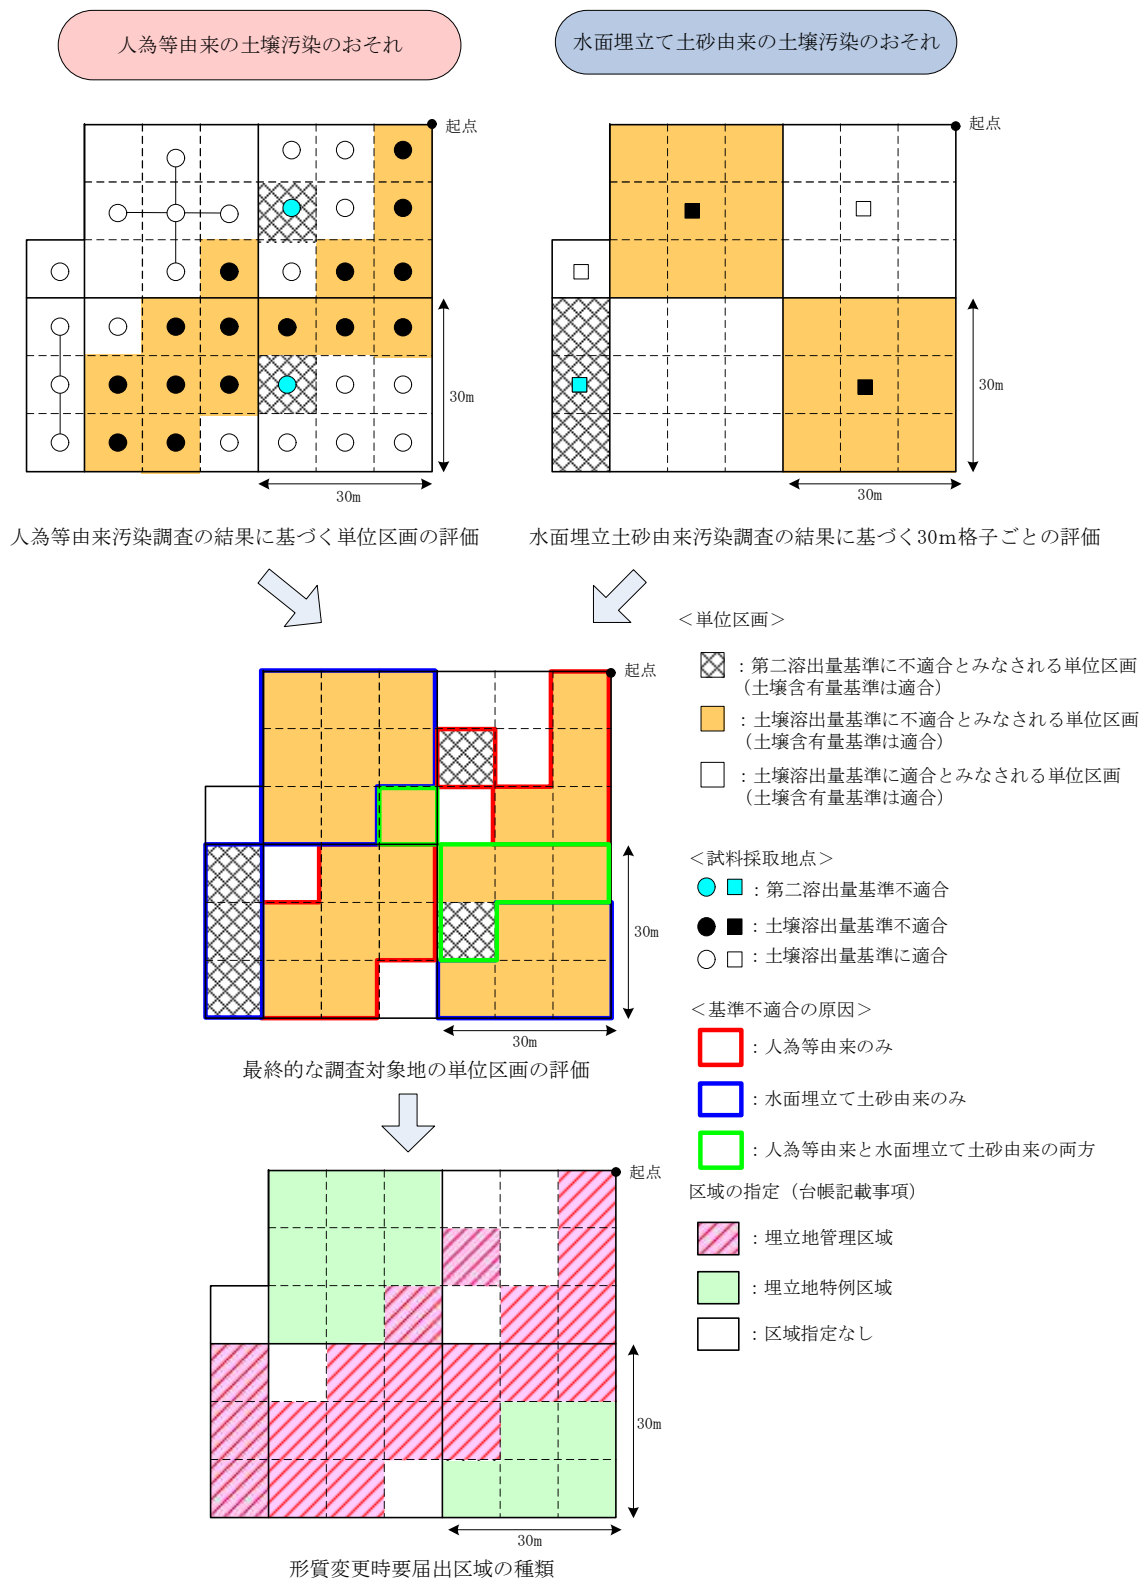 人為等由来の土壌汚染のおそれ
水面埋立て土砂由来の土壌汚染のおそれ
起点
起点
30m
30m
30m
30m
人為等由来汚染調査の結果に基づく単位区画の評価
水面埋立土砂由来汚染調査の結果に基づく30m格子ごとの評価
＜単位区画＞
：第二溶出量基準に不適合とみなされる単位区画
（土壌含有量基準は適合）
：土壌溶出量基準に不適合とみなされる単位区画
（土壌含有量基準は適合）
：土壌溶出量基準に適合とみなされる単位区画
（土壌含有量基準は適合）
＜試料採取地点＞
：第二溶出量基準不適合
：土壌溶出量基準不適合
：土壌溶出量基準に適合
＜基準不適合の原因＞
：人為等由来のみ
：水面埋立て土砂由来のみ
：人為等由来と水面埋立て土砂由来の両方
起点
30m
30m
最終的な調査対象地の単位区画の評価
区域の指定（台帳記載事項）
：埋立地管理区域
：埋立地特例区域
：区域指定なし
起点
30m
30m
形質変更時要届出区域の種類